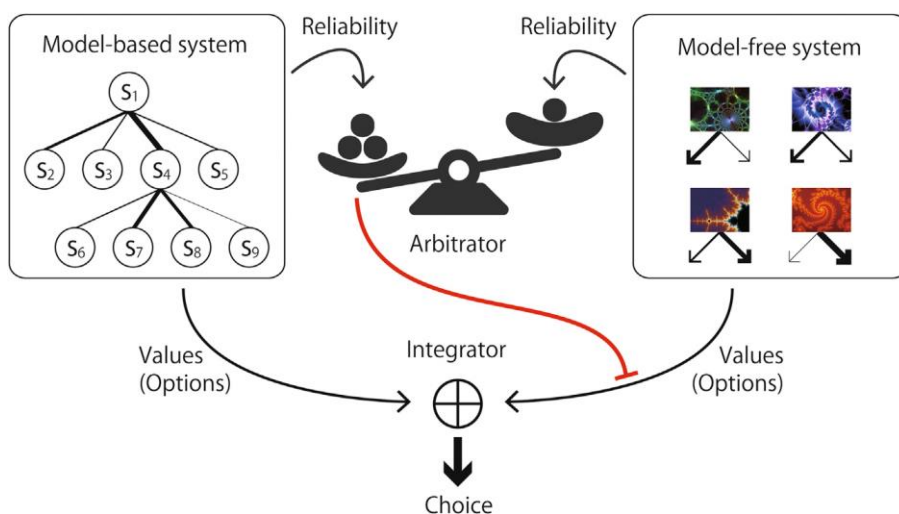 Model-based system
Reliability
Reliability
Model-free system
S1
S2
S3
S4
S5
S6
S7
S8
S9
Arbitrator
Values
(Options)
Integrator
Values
(Options)
Choice